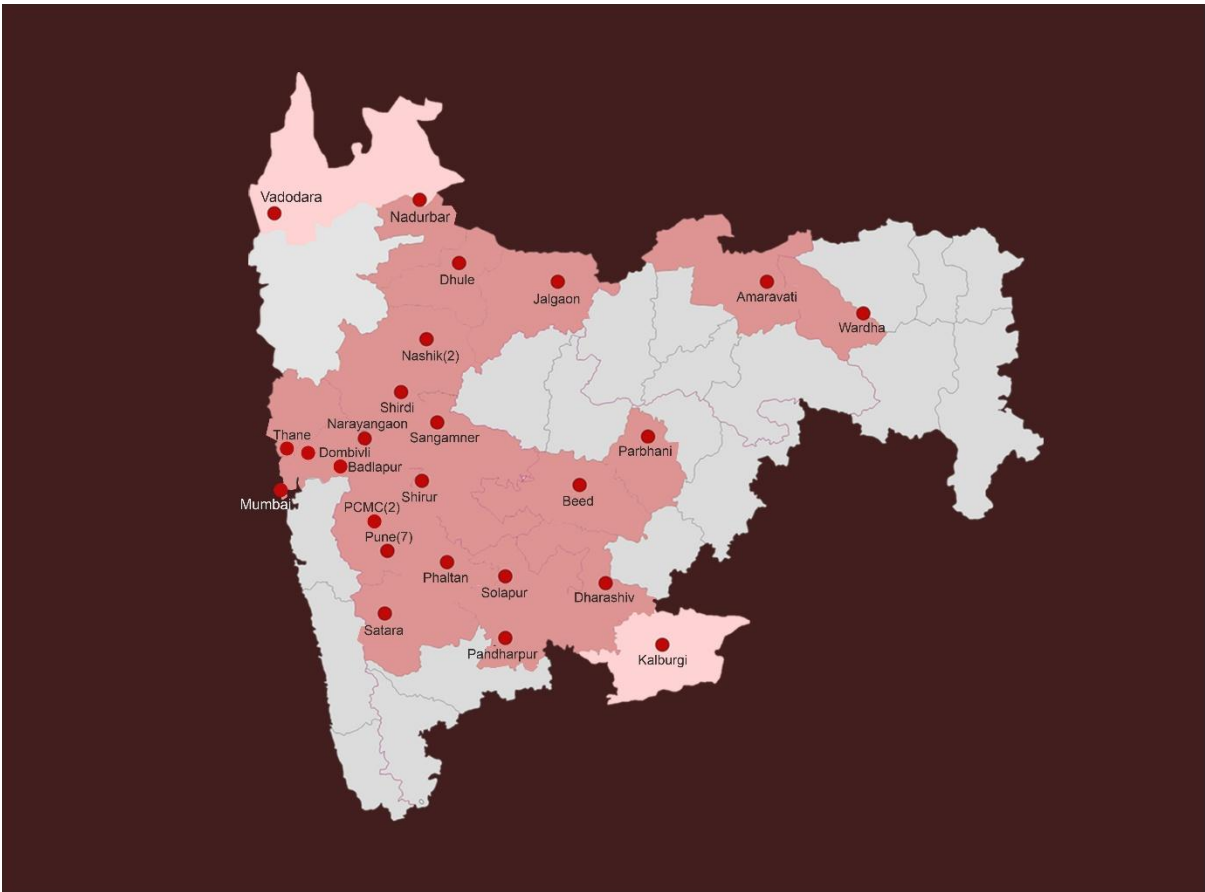 Vadodara
Nadurbar
Dhule
Jalgaon
Amaravati
Wardha
Nashik(2)
Shirdi
Narayangaon
Sangamner
Thane
Dombivli
Badlapur
Parbhani
Mumbai
Shirur
Beed
PCMC(2)
Pune(7)
Phaltan
Solapur
Dharashiv
Satara
Pandharpur
Kalburgi